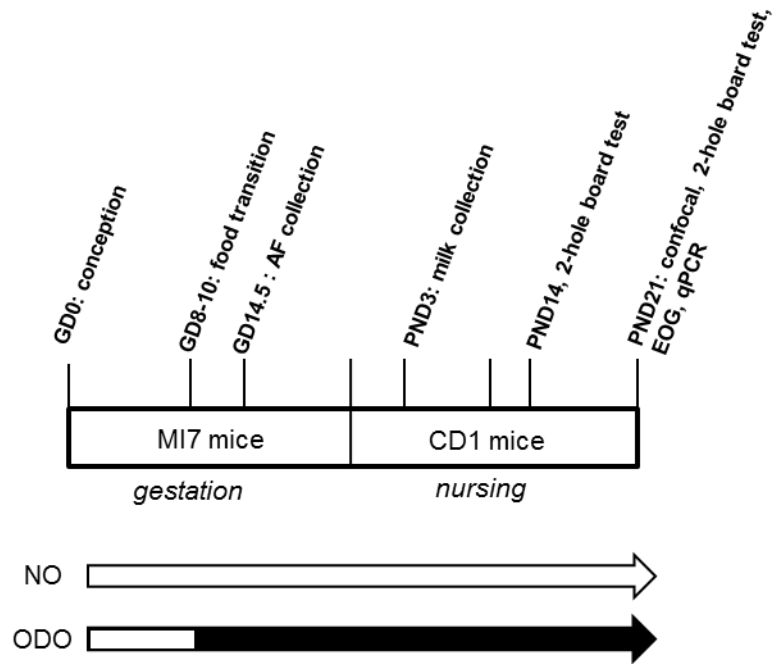 GD0: conception
GD8-10: food transition
GD14.5 : AF collection
PND3: milk collection
PND14, 2-hole board test
PND21: confocal, 2-hole board test,
EOG, qPCR
MI7 mice
CD1 mice
gestation
nursing
NO
ODO